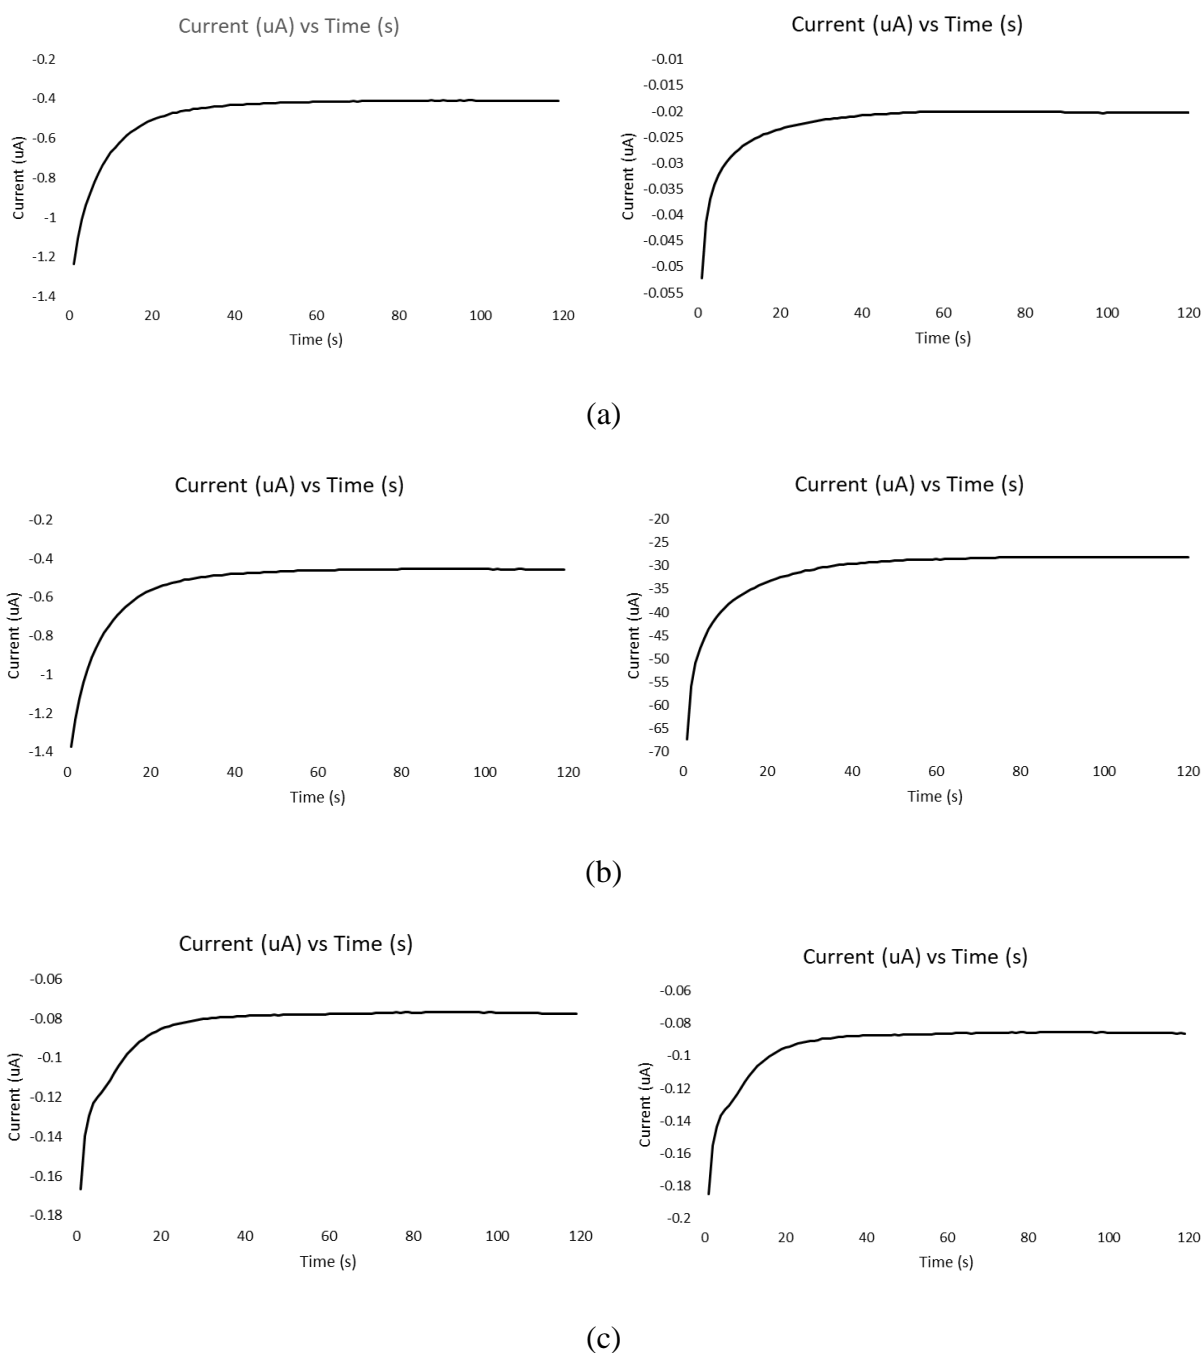 Current (uA) vs Time (s)
-0.2
-0.4
-0.6
-0.8
-1
-1.2
-1.4
Current (uA)
0 20 40 60 80 100 120
Time (s)
Current (uA) vs Time (s)
-0.01
-0.015
-0.02
-0.025
-0.03
-0.035
-0.04
-0.045
-0.05
-0.055
Current (uA)
0 20 40 60 80 100 120
Time (s)
(a)
Current (uA) vs Time (s)
-0.2
-0.4
-0.6
-0.8
-1
-1.2
-1.4
Current (uA)
0 20 40 60 80 100 120
Time (s)
Current (uA) vs Time (s)
-20
-25
-30
-35
-40
-45
-50
-55
-60
-65
-70
Current (uA)
0 20 40 60 80 100 120
Time (s)
(b)
Current (uA) vs Time (s)
-0.06
-0.08
-0.1
-0.12
-0.14
-0.16
-0.18
Current (uA)
0 20 40 60 80 100 120
Time (s)
Current (uA) vs Time (s)
-0.06
-0.08
-0.1
-0.12
-0.14
-0.16
-0.18
-0.2
Current (uA)
0 20 40 60 80 100 120
Time (s)
(c)